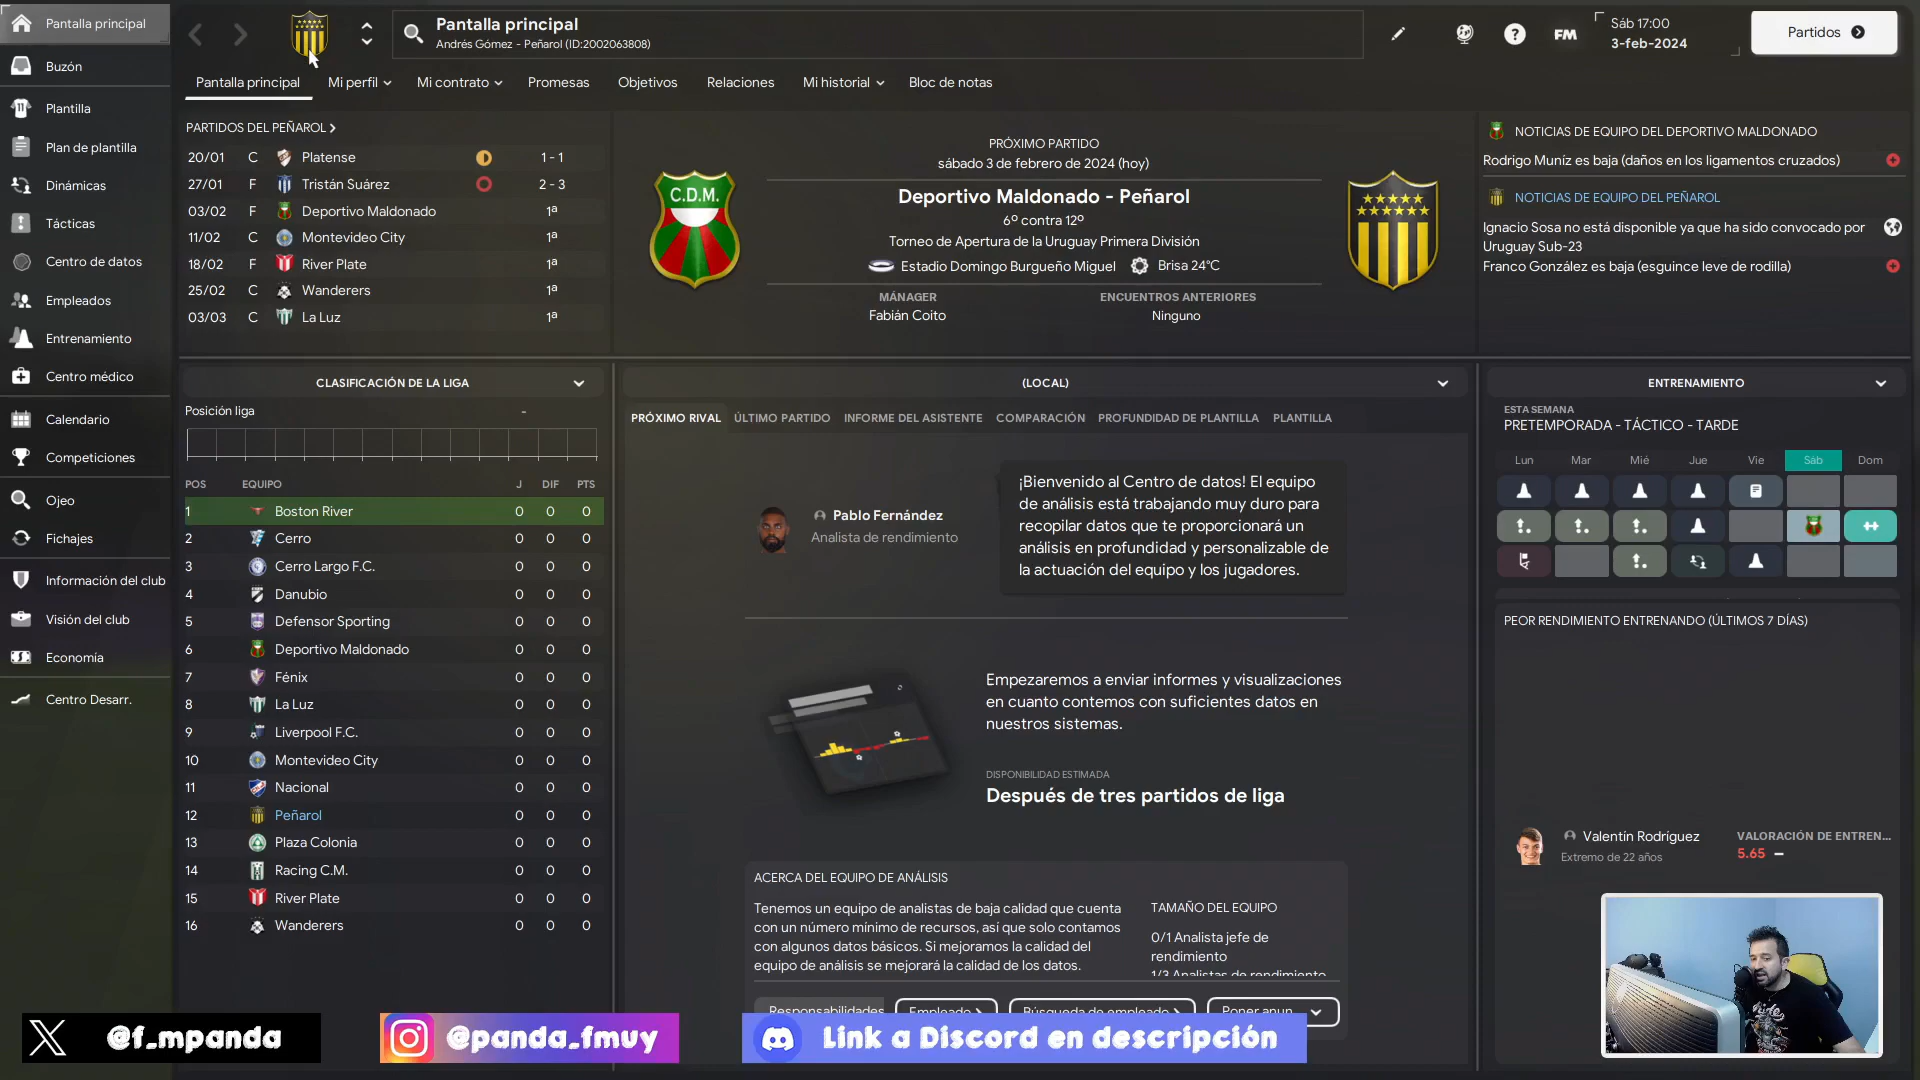 Pantalla principal
Buzón
Plantilla
Plan de plantilla
Dinámicas
Tácticas
Centro de datos
Empleados
Entrenamiento
Centro médico
Calendario
Competiciones
Ojeo
Fichajes
Información del club
Visión del club
Economía
Centro Desarr.
Pantalla principal
Andrés Gómez - Peñarol (ID:2002063808)
?
FM
Sáb 17:00
3-feb-2024
Partidos
Pantalla principal Mi perfil Mi contrato Promesas Objetivos Relaciones Mi historial Bloc de notas
PARTIDOS DEL PEÑAROL
20/01 C Platense 1 - 1
27/01 F Tristán Suárez 2 - 3
03/02 F Deportivo Maldonado 1ª
11/02 C Montevideo City 1ª
18/02 F River Plate 1ª
25/02 C Wanderers 1ª
03/03 C La Luz 1ª
C.D.M.
PRÓXIMO PARTIDO
sábado 3 de febrero de 2024 (hoy)
Deportivo Maldonado - Peñarol
6º contra 12º
Torneo de Apertura de la Uruguay Primera División
Estadio Domingo Burgueño Miguel Brisa 24°C
MÁNAGER
Fabián Coito
ENCUENTROS ANTERIORES
Ninguno
NOTICIAS DE EQUIPO DEL DEPORTIVO MALDONADO
Rodrigo Muníz es baja (daños en los ligamentos cruzados)
NOTICIAS DE EQUIPO DEL PEÑAROL
Ignacio Sosa no está disponible ya que ha sido convocado por
Uruguay Sub-23
Franco González es baja (esguince leve de rodilla)
CLASIFICACIÓN DE LA LIGA
Posición liga -
POS EQUIPO J DIF PTS
1 Boston River 0 0 0
2 Cerro 0 0 0
3 Cerro Largo F.C. 0 0 0
4 Danubio 0 0 0
5 Defensor Sporting 0 0 0
6 Deportivo Maldonado 0 0 0
7 Fénix 0 0 0
8 La Luz 0 0 0
9 Liverpool F.C. 0 0 0
10 Montevideo City 0 0 0
11 Nacional 0 0 0
12 Peñarol 0 0 0
13 Plaza Colonia 0 0 0
14 Racing C.M. 0 0 0
15 River Plate 0 0 0
16 Wanderers 0 0 0
(LOCAL)
PRÓXIMO RIVAL ÚLTIMO PARTIDO INFORME DEL ASISTENTE COMPARACIÓN PROFUNDIDAD DE PLANTILLA PLANTILLA
Pablo Fernández
Analista de rendimiento
¡Bienvenido al Centro de datos! El equipo
de análisis está trabajando muy duro para
recopilar datos que te proporcionará un
análisis en profundidad y personalizable de
la actuación del equipo y los jugadores.
Empezaremos a enviar informes y visualizaciones
en cuanto contemos con suficientes datos en
nuestros sistemas.
DISPONIBILIDAD ESTIMADA
Después de tres partidos de liga
ACERCA DEL EQUIPO DE ANÁLISIS
Tenemos un equipo de analistas de baja calidad que cuenta
con un número mínimo de recursos, así que solo contamos
con algunos datos básicos. Si mejoramos la calidad del
equipo de análisis se mejorará la calidad de los datos.
TAMAÑO DEL EQUIPO
0/1 Analista jefe de
rendimiento
1/3 Analistas de rendimiento
Responsabilidades Empleado Búsqueda de empleado Poner anun
ENTRENAMIENTO
ESTA SEMANA
PRETEMPORADA - TÁCTICO - TARDE
Lun Mar Mié Jue Vie Sáb Dom
PEOR RENDIMIENTO ENTRENANDO (ÚLTIMOS 7 DÍAS)
Valentín Rodríguez
Extremo de 22 años
VALORACIÓN DE ENTREN...
5.65 –
@f_mpanda
@panda_fmuy
Link a Discord en descripción